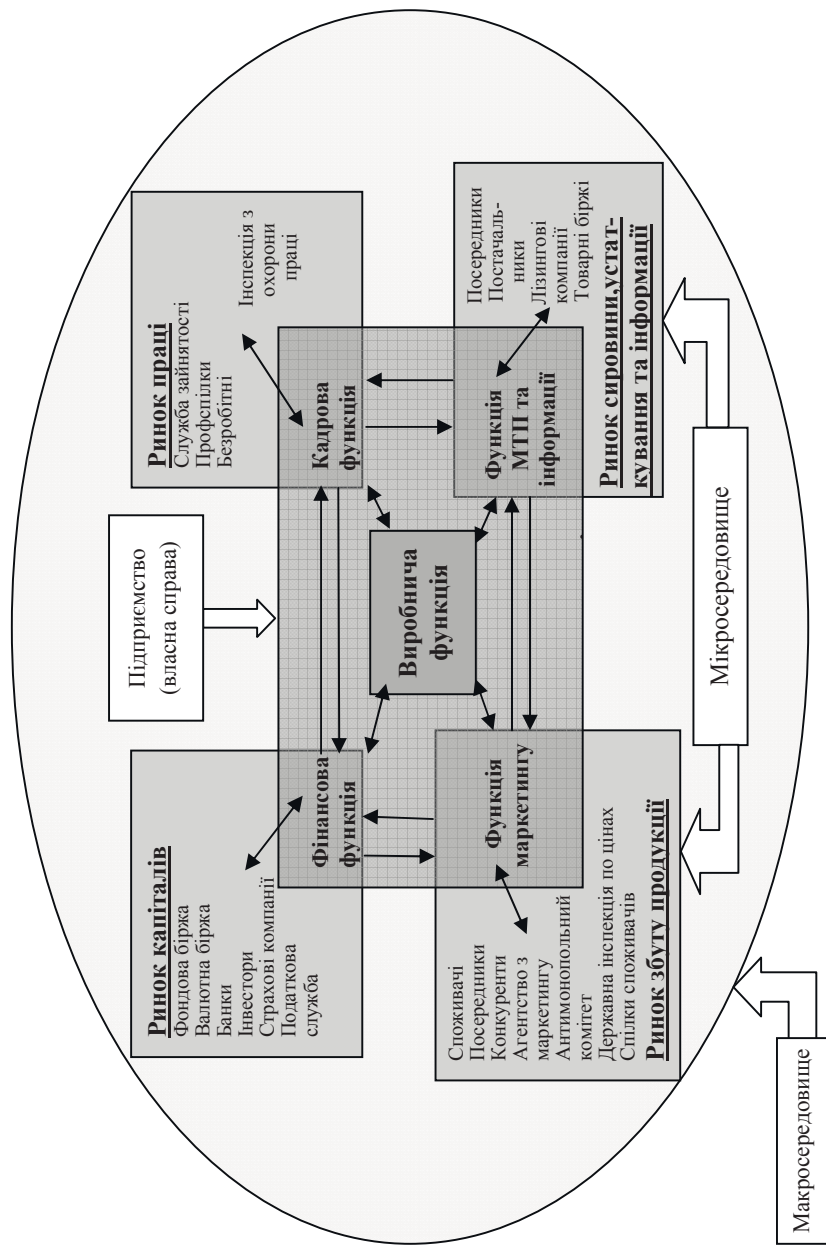 Ринок капіталів
Фондова біржа
Валютна біржа
Банки
Інвестори
Страхові компанії
Податкова
служба
Підприємство
(власна справа)
Ринок праці
Служба зайнятості
Профспілки
Безробітні
Інспекція з
охорони
праці
Фінансова
функція
Кадрова
функція
Виробнича
функція
Функція
маркетингу
Функція
МТП та
інформації
Споживачі
Посередники
Конкуренти
Агентство з
маркетингу
Антимонопольний
комітет
Державна інспекція по цінах
Спілки споживачів
Ринок збуту продукції
Посередники
Постачаль-
ники
Лізингові
компанії
Товарні біржі
Ринок сировини,устат-
кування та інформації
Мікросередовище
Макросередовище